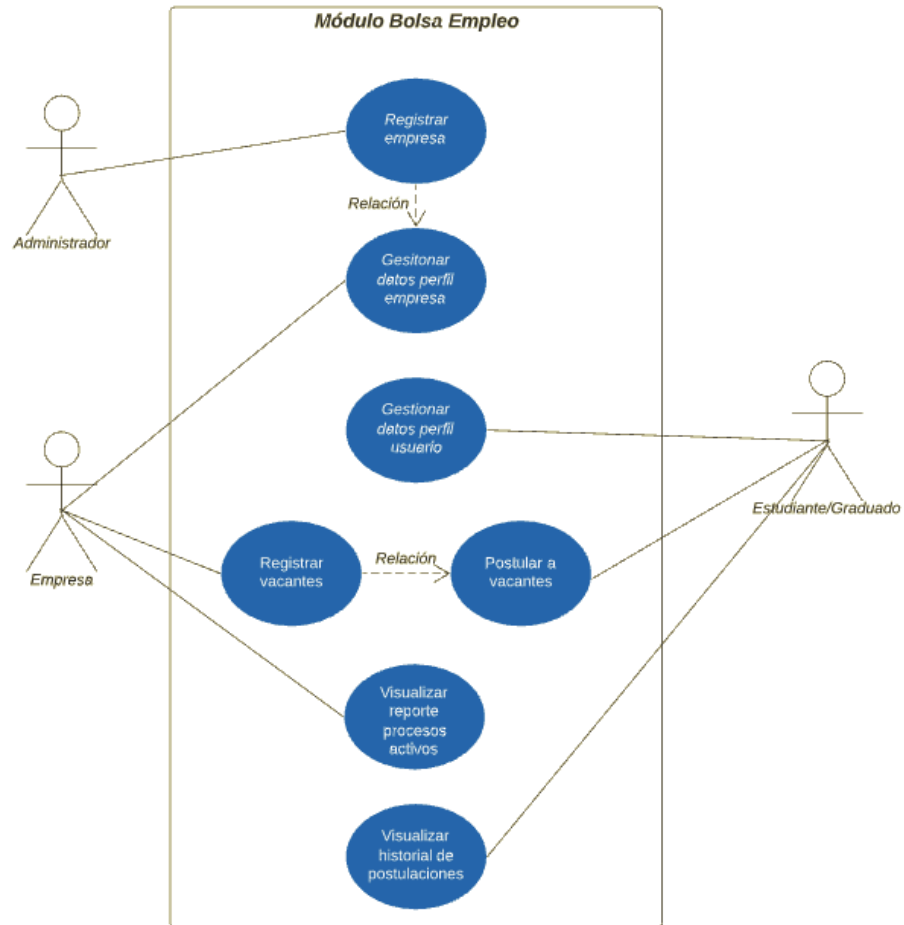 Módulo Bolsa Empleo
Registrar
empresa
Administrador
Relación
Gesitonar
datos perfil
empresa
Gestionar
datos perfil
usuario
Empresa
Estudiante/Graduado
Registrar
vacantes
Relación
Postular a
vacantes
Visualizar
reporte
procesos
activos
Visualizar
historial de
postulaciones